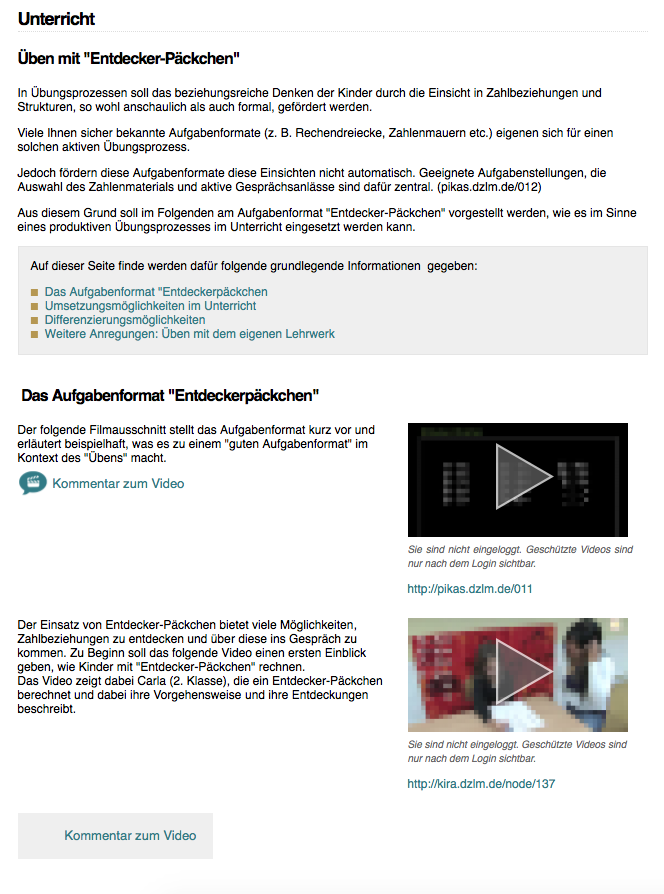 Unterricht
Üben mit "Entdecker-Päckchen"
In Übungsprozessen soll das beziehungsreiche Denken der Kinder durch die Einsicht in Zahlbeziehungen und
Strukturen, so wohl anschaulich als auch formal, gefördert werden.
Viele Ihnen sicher bekannte Aufgabenformate (z. B. Rechendreiecke, Zahlenmauern etc.) eignen sich für einen
solchen aktiven Übungsprozess.
Jedoch fördern diese Aufgabenformate diese Einsichten nicht automatisch. Geeignete Aufgabenstellungen, die
Auswahl des Zahlenmaterials und aktive Gesprächsanlässe sind dafür zentral. (pikas.dzlm.de/012)
Aus diesem Grund soll im Folgenden am Aufgabenformat "Entdecker-Päckchen" vorgestellt werden, wie es im Sinne
eines produktiven Übungsprozesses im Unterricht eingesetzt werden kann.
Auf dieser Seite finde werden dafür folgende grundlegende Informationen gegeben:
Das Aufgabenformat "Entdeckerpäckchen
Umsetzungsmöglichkeiten im Unterricht
Differenzierungsmöglichkeiten
Weitere Anregungen: Üben mit dem eigenen Lehrwerk
Das Aufgabenformat "Entdeckerpäckchen"
Der folgende Filmausschnitt stellt das Aufgabenformat kurz vor und
erläutert beispielhaft, was es zu einem "guten Aufgabenformat" im
Kontext des "Übens" macht.
Kommentar zum Video
Sie sind nicht eingeloggt. Geschützte Videos sind
nur nach dem Login sichtbar.
http://pikas.dzlm.de/011
Der Einsatz von Entdecker-Päckchen bietet viele Möglichkeiten,
Zahlbeziehungen zu entdecken und über diese ins Gespräch zu
kommen. Zu Beginn soll das folgende Video einen ersten Einblick
geben, wie Kinder mit "Entdecker-Päckchen" rechnen.
Das Video zeigt dabei Carla (2. Klasse), die ein Entdecker-Päckchen
berechnet und dabei ihre Vorgehensweise und ihre Entdeckungen
beschreibt.
Sie sind nicht eingeloggt. Geschützte Videos sind
nur nach dem Login sichtbar.
http://kira.dzlm.de/node/137
Kommentar zum Video